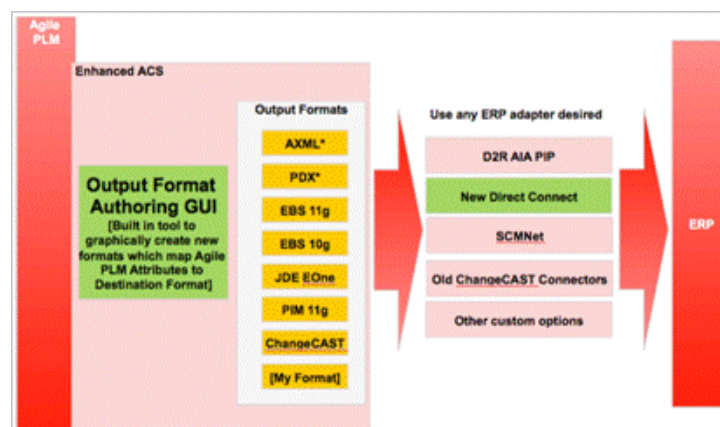 Agile
PLM
Enhanced ACS
Output Format
Authoring GUI
[Built in tool to
graphically create new
formats which map Agile
PLM Attributes to
Destination Format]
Output Formats
AXML*
PDX*
EBS 11g
EBS 10g
JDE EOne
PIM 11g
ChangeCAST
[My Format]
Use any ERP adapter desired
D2R AIA PIP
New Direct Connect
SCMNet
Old ChangeCAST Connectors
Other custom options
ERP